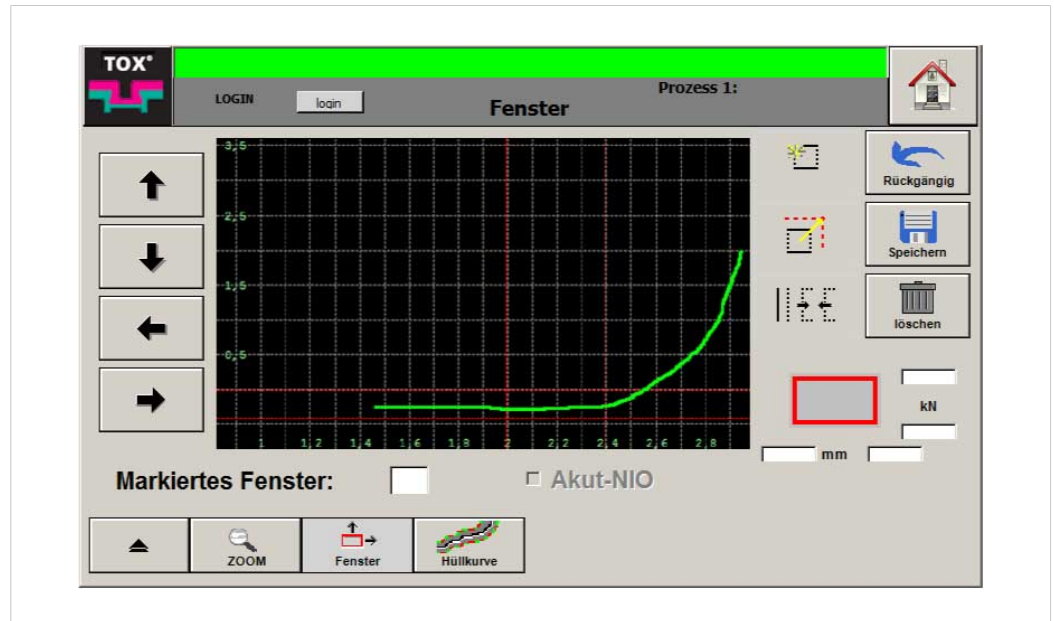 TOX®
LOGIN login Fenster Prozess 1:
3,5
2,5
1,5
0,5
1 1,2 1,4 1,6 1,8 2 2,2 2,4 2,6 2,8
Rückgängig
Speichern
löschen
kN
mm
Markiertes Fenster: Akut-NIO
ZOOM Fenster Hüllkurve